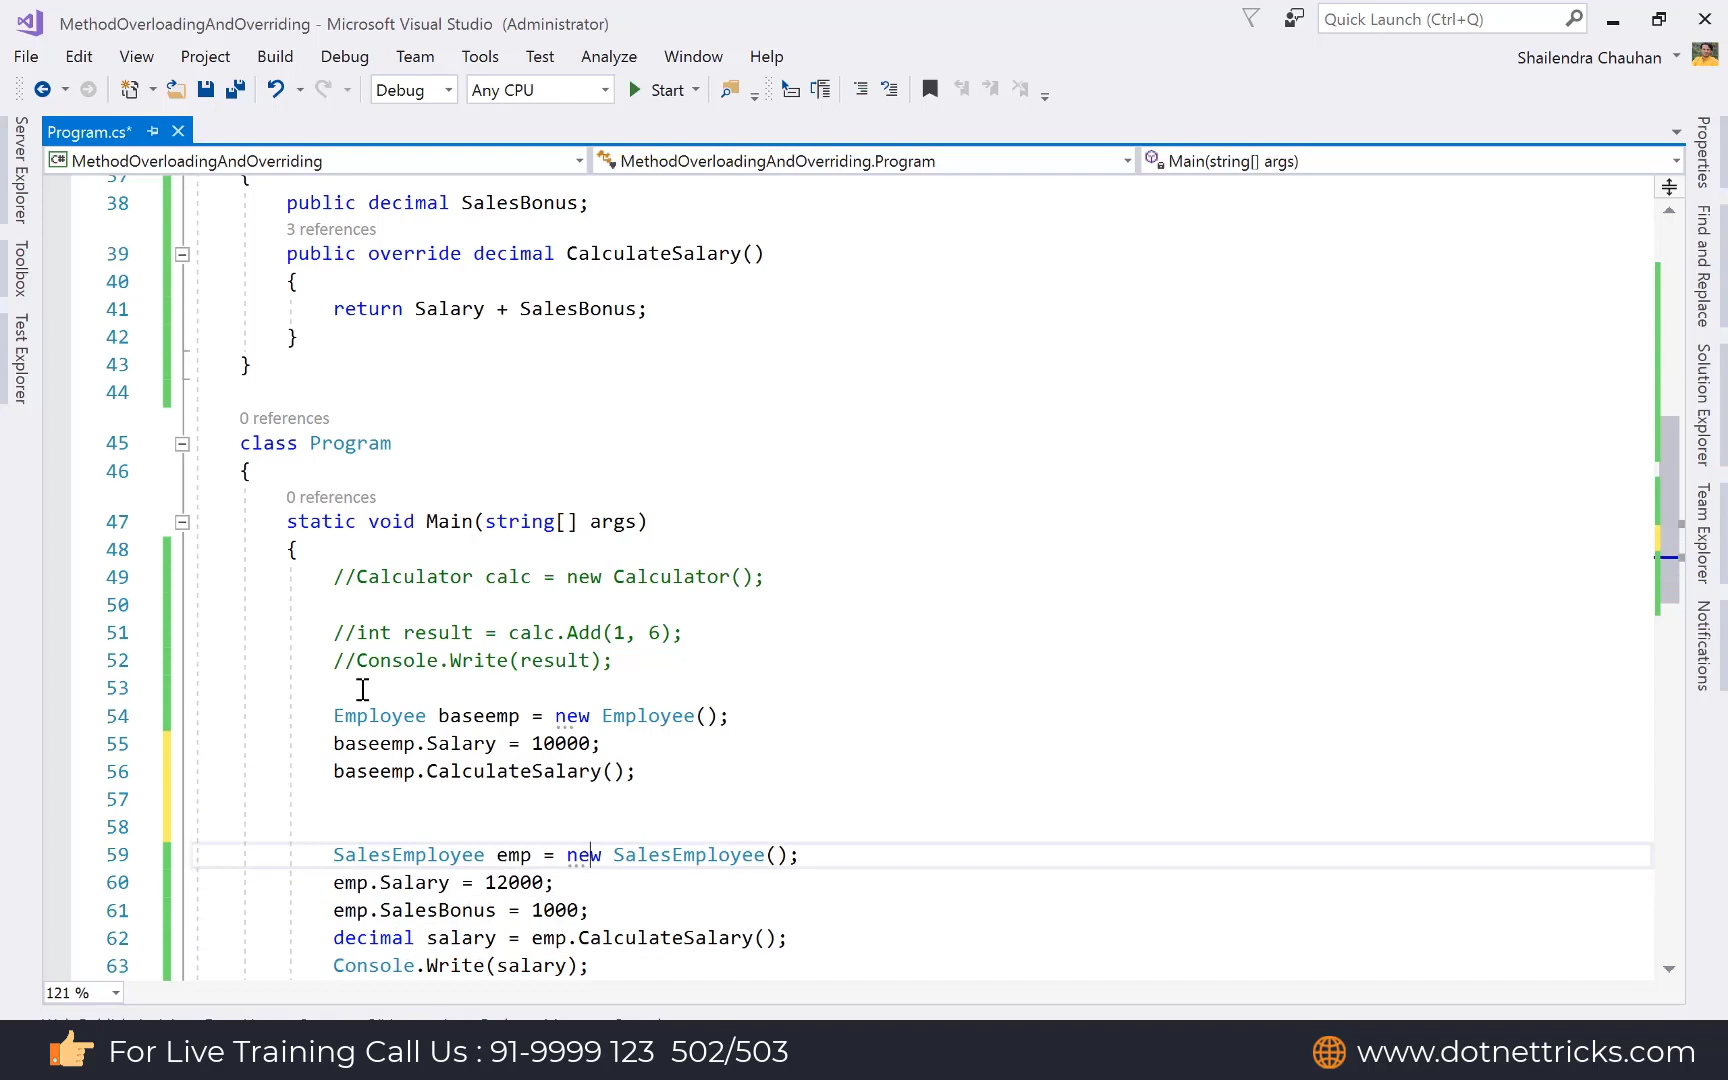 MethodOverloadingAndOverriding - Microsoft Visual Studio (Administrator)
Quick Launch (Ctrl+Q)
File Edit View Project Build Debug Team Tools Test Analyze Window Help
Shailendra Chauhan
Debug Any CPU Start
Server Explorer
Toolbox
Test Explorer
Program.cs*
MethodOverloadingAndOverriding
MethodOverloadingAndOverriding.Program
Main(string[] args)
37 {
38 public decimal SalesBonus;
3 references
39 public override decimal CalculateSalary()
40 {
41 return Salary + SalesBonus;
42 }
43 }
44
0 references
45 class Program
46 {
0 references
47 static void Main(string[] args)
48 {
49 //Calculator calc = new Calculator();
50
51 //int result = calc.Add(1, 6);
52 //Console.Write(result);
53
54 Employee baseemp = new Employee();
55 baseemp.Salary = 10000;
56 baseemp.CalculateSalary();
57
58
59 SalesEmployee emp = new SalesEmployee();
60 emp.Salary = 12000;
61 emp.SalesBonus = 1000;
62 decimal salary = emp.CalculateSalary();
63 Console.Write(salary);
121 %
Properties
Find and Replace
Solution Explorer
Team Explorer
Notifications
For Live Training Call Us : 91-9999 123 502/503
www.dotnettricks.com